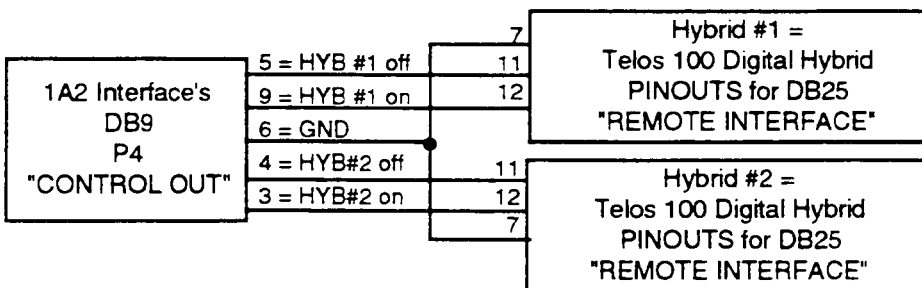 1A2 Interface's
DB9
P4
"CONTROL OUT"
5 = HYB #1 off
9 = HYB #1 on
6 = GND
4 = HYB#2 off
3 = HYB#2 on
7
11
12
Hybrid #1 =
Telos 100 Digital Hybrid
PINOUTS for DB25
"REMOTE INTERFACE"
11
12
7
Hybrid #2 =
Telos 100 Digital Hybrid
PINOUTS for DB25
"REMOTE INTERFACE"